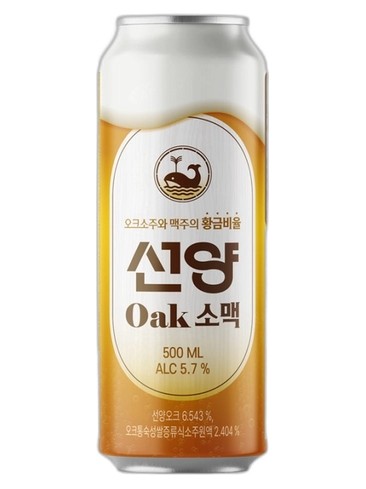 오크소주와 맥주의 황금비율
선양
Oak 소맥
500 ML
ALC 5.7 %
선양오크 6.543 %,
오크통숙성쌀증류식소주원액 2.404 %